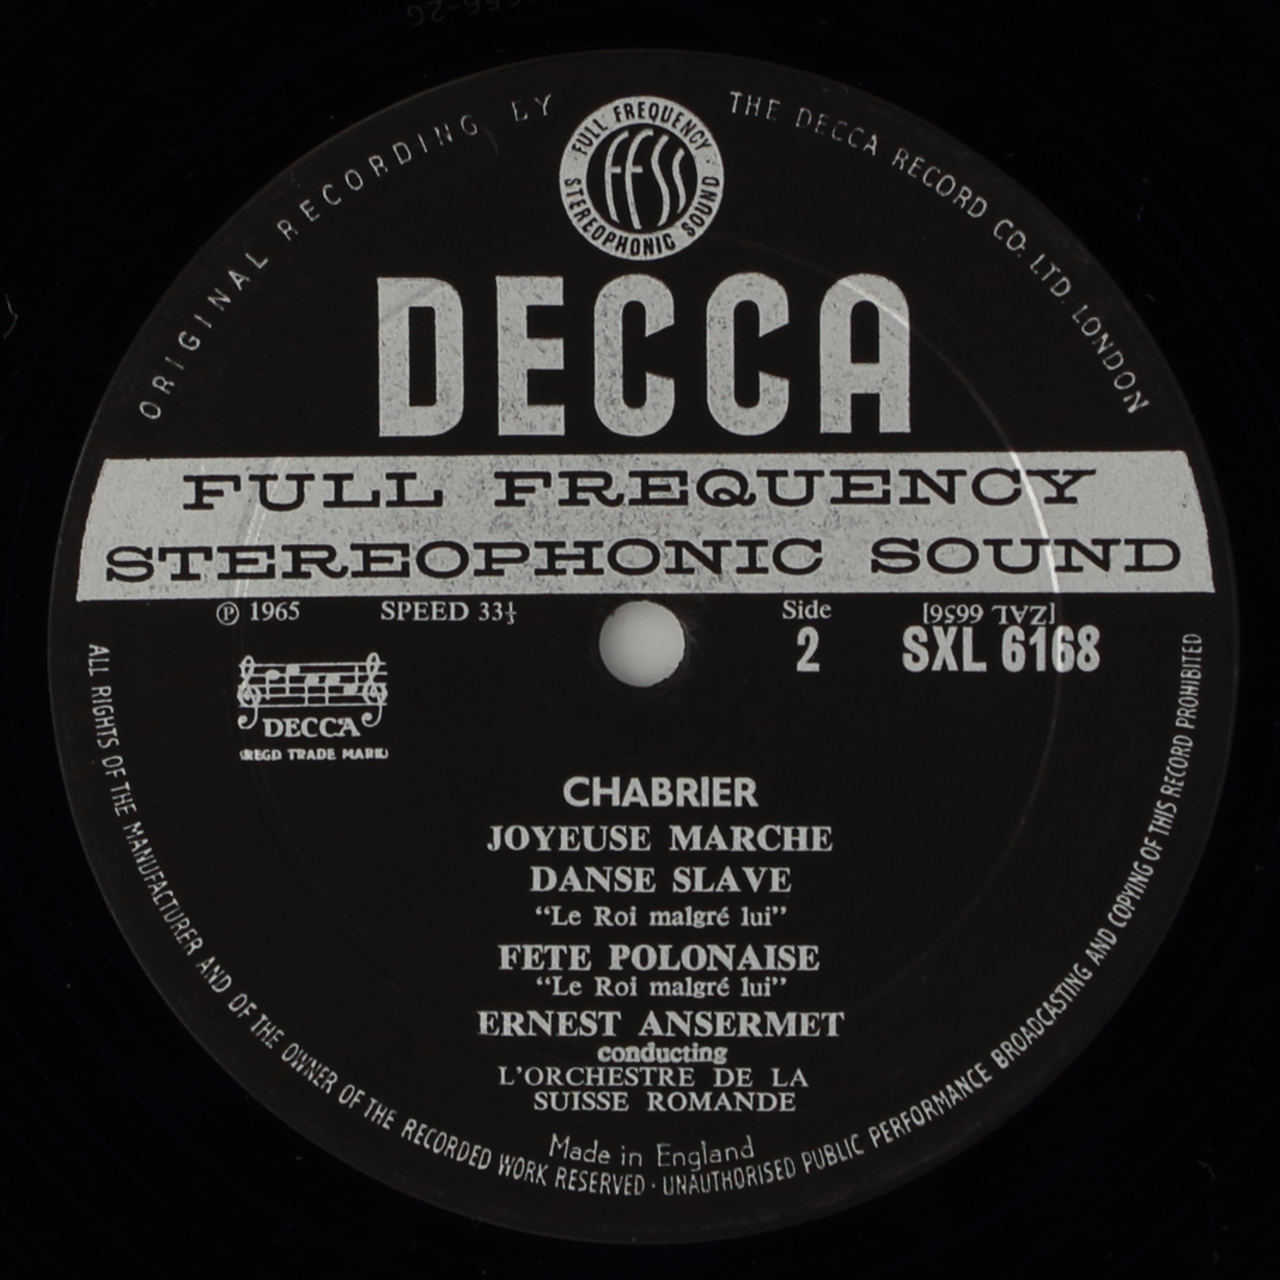 ORIGINAL RECORDING BY THE DECCA RECORD CO. LTD. LONDON
FULL FREQUENCY
FFSS
STEREOPHONIC SOUND
DECCA
FULL FREQUENCY
STEREOPHONIC SOUND
Ⓟ 1965 SPEED 33⅓ Side [ZAL 6656]
2 SXL 6168
DECCA
(REGD TRADE MARK)
CHABRIER
JOYEUSE MARCHE
DANSE SLAVE
“Le Roi malgré lui”
FETE POLONAISE
“Le Roi malgré lui”
ERNEST ANSERMET
conducting
L'ORCHESTRE DE LA
SUISSE ROMANDE
Made in England
ALL RIGHTS OF THE MANUFACTURER AND OF THE OWNER OF THE RECORDED WORK RESERVED · UNAUTHORISED PUBLIC PERFORMANCE BROADCASTING AND COPYING OF THIS RECORD PROHIBITED